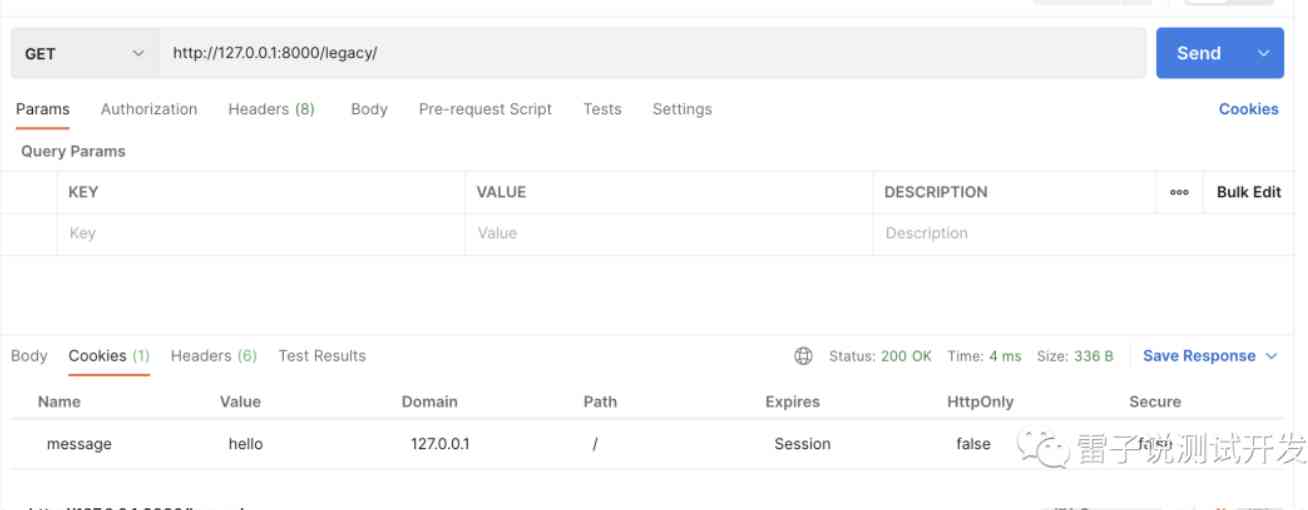 GET http://127.0.0.1:8000/legacy/ Send
Params Authorization Headers (8) Body Pre-request Script Tests Settings Cookies
Query Params
KEY VALUE DESCRIPTION ooo Bulk Edit
Key Value Description
Body Cookies (1) Headers (6) Test Results Status: 200 OK Time: 4 ms Size: 336 B Save Response
Name Value Domain Path Expires HttpOnly Secure
message hello 127.0.0.1 / Session false false
雷子说测试开发